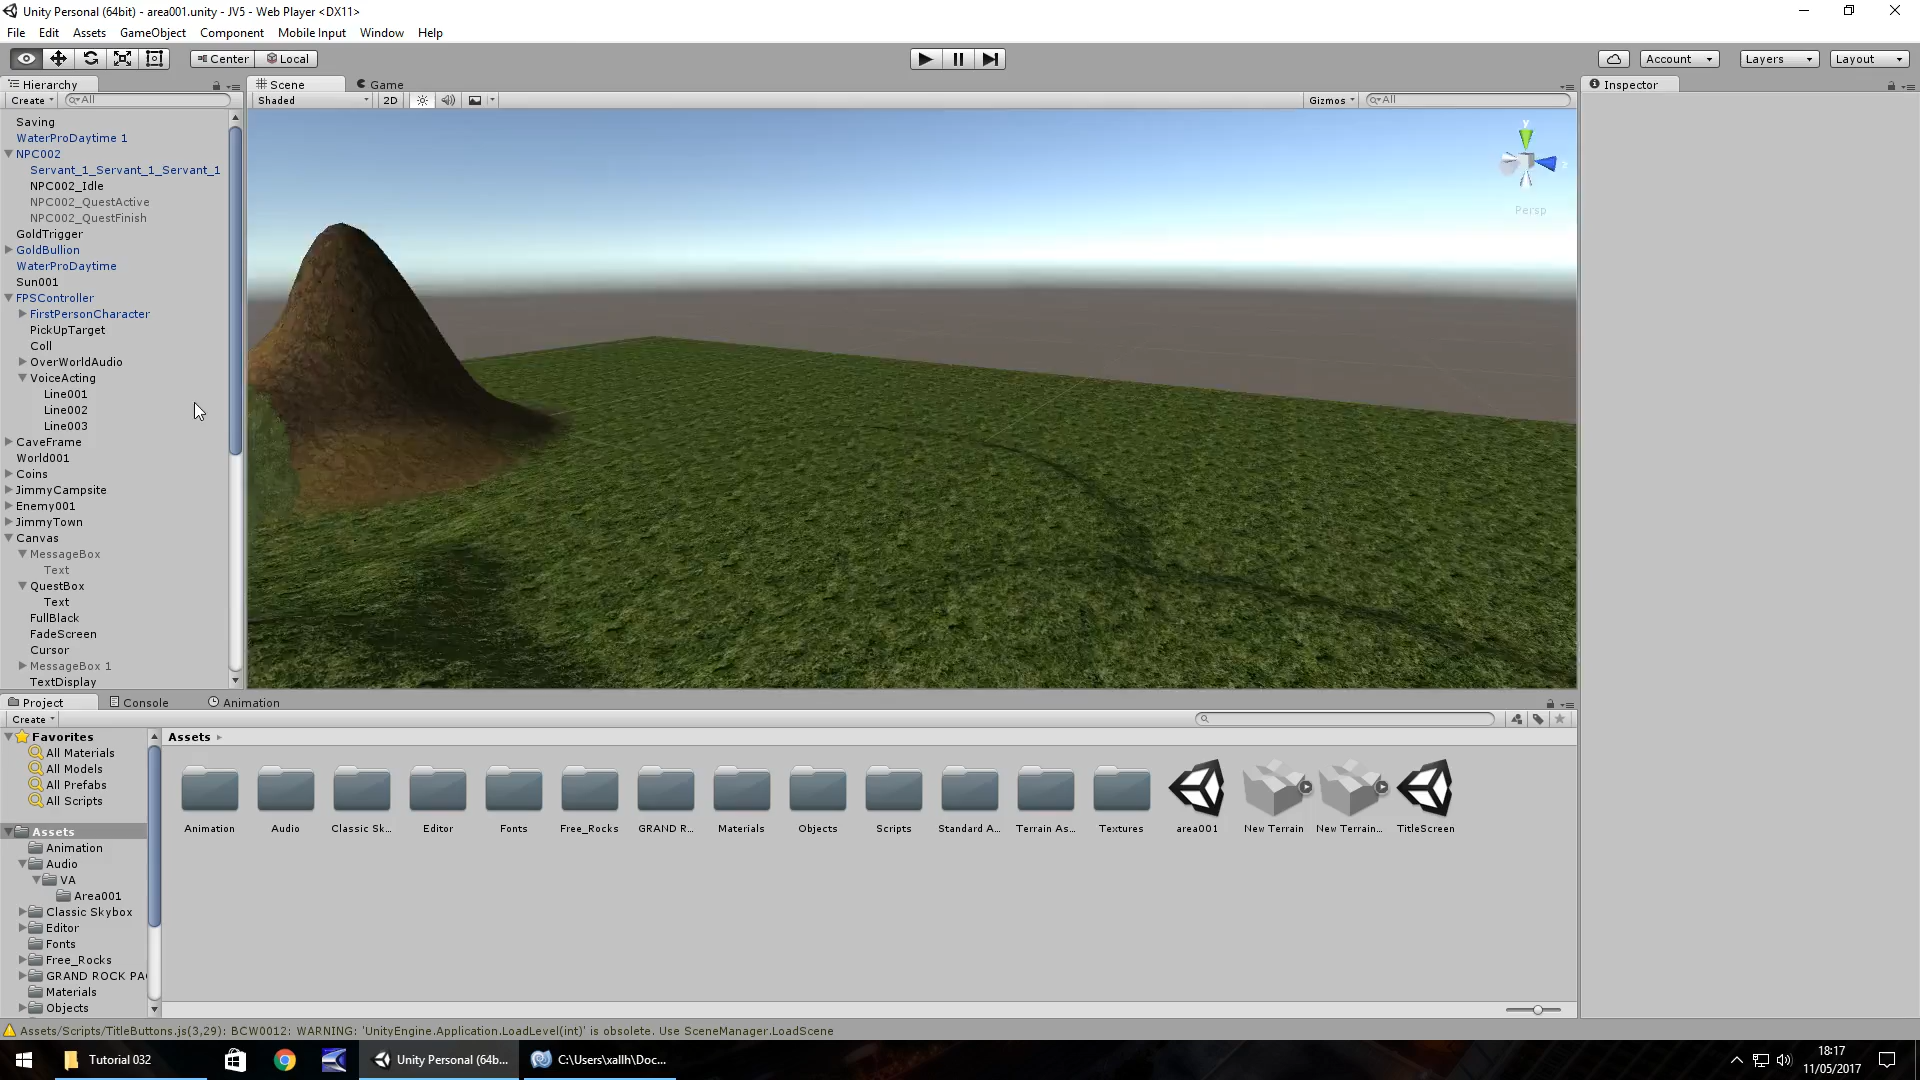 Unity Personal (64bit) - area001.unity - JV5 - Web Player <DX11>
File Edit Assets GameObject Component Mobile Input Window Help
Center Local Account Layers Layout
Hierarchy Scene Game Inspector
Create All Shaded 2D Gizmos All
Saving
WaterProDaytime 1
NPC002
Servant_1_Servant_1_Servant_1
NPC002_Idle
NPC002_QuestActive
NPC002_QuestFinish
GoldTrigger
GoldBullion
WaterProDaytime
Sun001
FPSController
FirstPersonCharacter
PickUpTarget
Coll
OverWorldAudio
VoiceActing
Line001
Line002
Line003
CaveFrame
World001
Coins
JimmyCampsite
Enemy001
JimmyTown
Canvas
MessageBox
Text
QuestBox
Text
FullBlack
FadeScreen
Cursor
MessageBox 1
TextDisplay
y
Persp
Project Console Animation
Create
Favorites
All Materials
All Models
All Prefabs
All Scripts
Assets
Animation
Audio
VA
Area001
Classic Skybox
Editor
Fonts
Free_Rocks
GRAND ROCK PA
Materials
Objects
Assets
Animation Audio Classic Sk... Editor Fonts Free_Rocks GRAND R... Materials Objects Scripts Standard A... Terrain As... Textures area001 New Terrain New Terrain... TitleScreen
Assets/Scripts/TitleButtons.js(3,29): BCW0012: WARNING: 'UnityEngine.Application.LoadLevel(int)' is obsolete. Use SceneManager.LoadScene
Tutorial 032 Unity Personal (64b... C:\Users\xallh\Doc...
18:17
11/05/2017